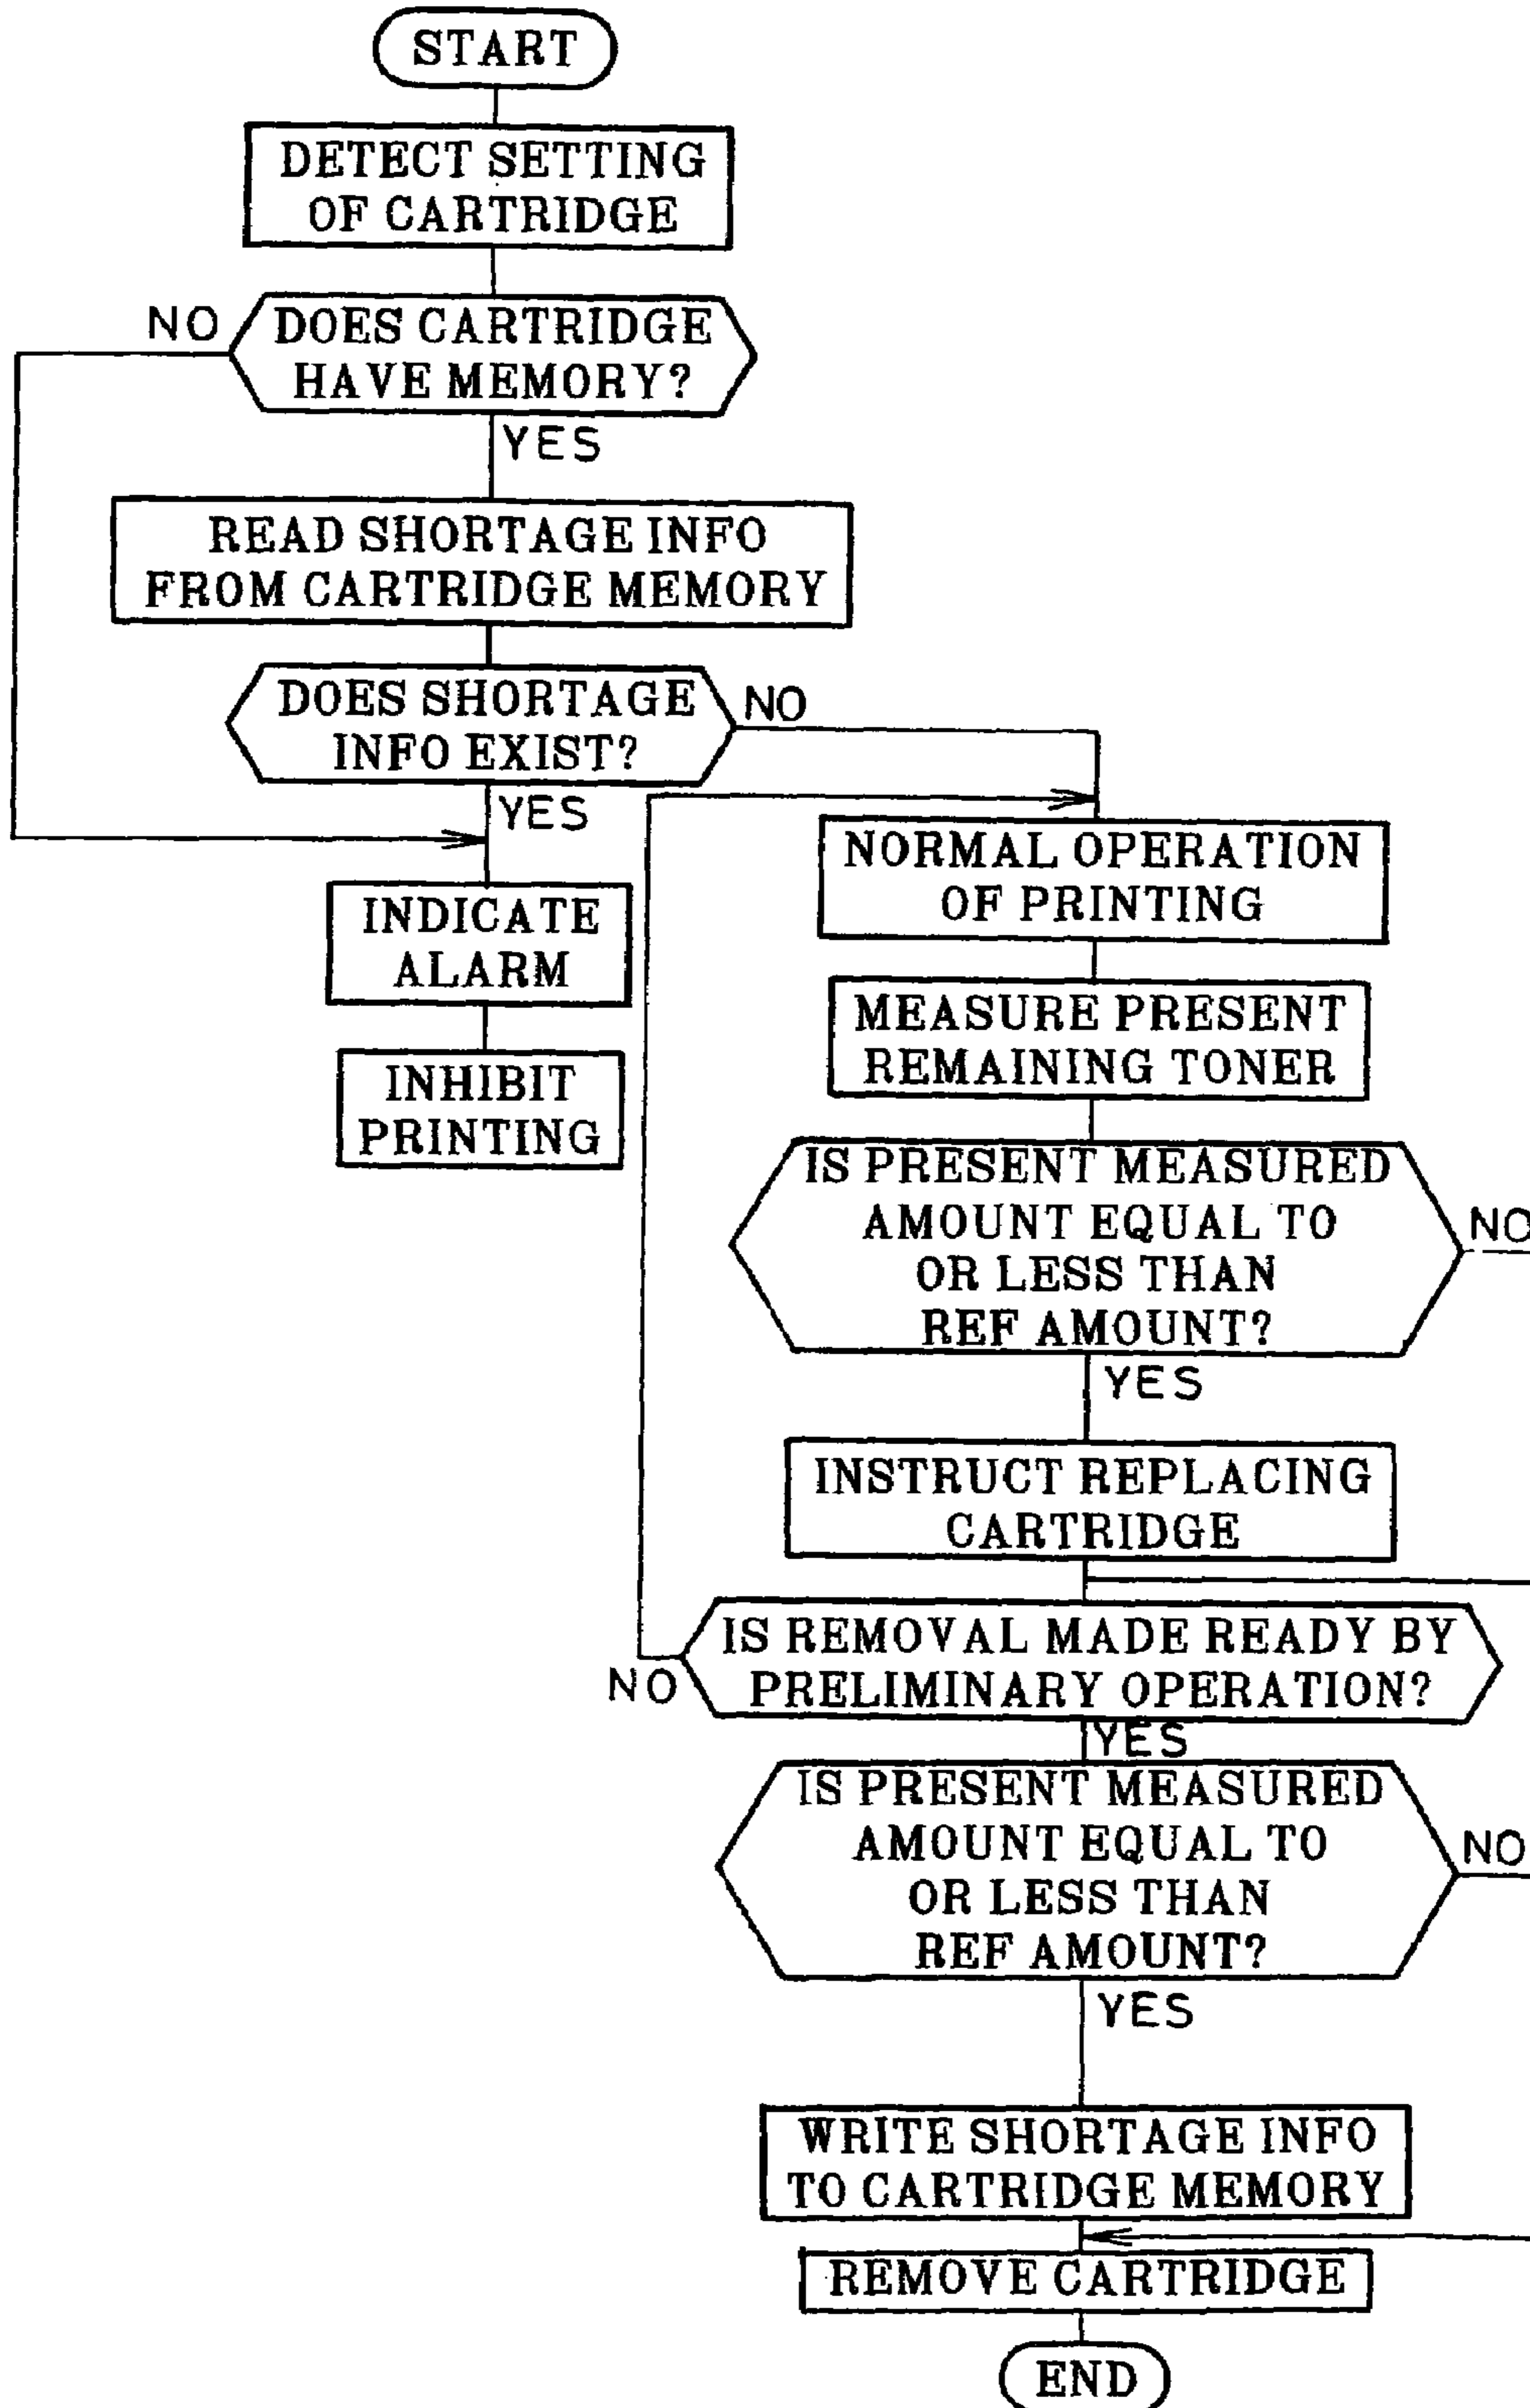 START
DETECT SETTING
OF CARTRIDGE
NO
DOES CARTRIDGE
HAVE MEMORY?
YES
READ SHORTAGE INFO
FROM CARTRIDGE MEMORY
DOES SHORTAGE
INFO EXIST?
NO
YES
INDICATE
ALARM
INHIBIT
PRINTING
NORMAL OPERATION
OF PRINTING
MEASURE PRESENT
REMAINING TONER
IS PRESENT MEASURED
AMOUNT EQUAL TO
OR LESS THAN
REF AMOUNT?
NO
YES
INSTRUCT REPLACING
CARTRIDGE
IS REMOVAL MADE READY BY
PRELIMINARY OPERATION?
NO
YES
IS PRESENT MEASURED
AMOUNT EQUAL TO
OR LESS THAN
REF AMOUNT?
NO
YES
WRITE SHORTAGE INFO
TO CARTRIDGE MEMORY
REMOVE CARTRIDGE
END